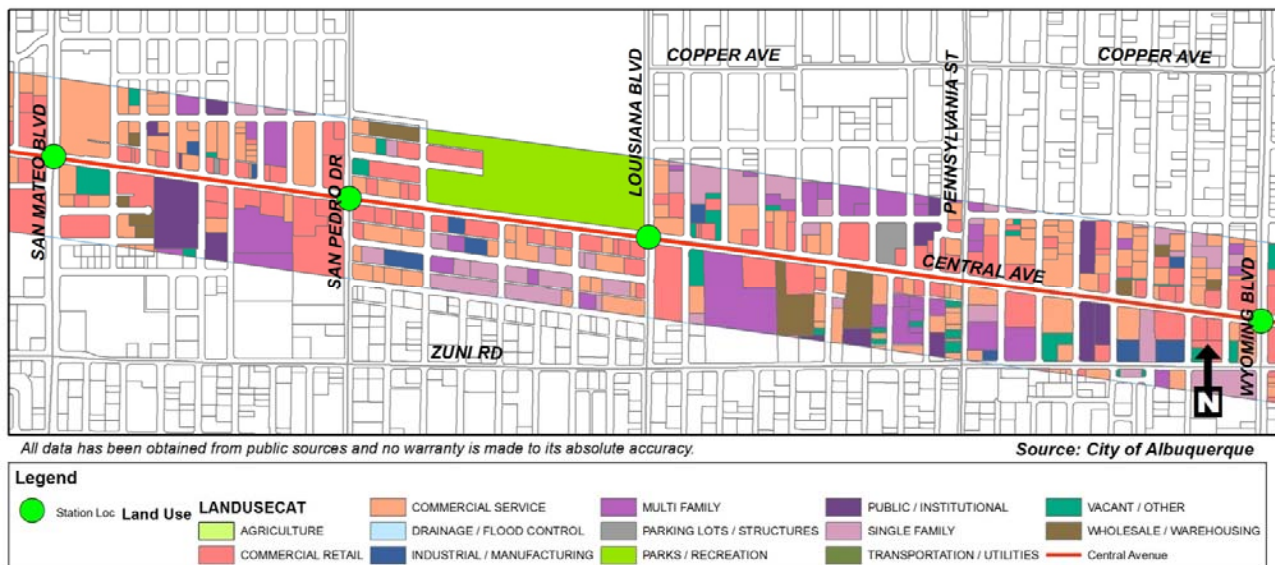 COPPER AVE
COPPER AVE
SAN MATEO BLVD
SAN PEDRO DR
LOUISIANA BLVD
PENNSYLVANIA ST
CENTRAL AVE
WYOMING BLVD
ZUNI RD
N
All data has been obtained from public sources and no warranty is made to its absolute accuracy.
Source: City of Albuquerque
Legend
Station Loc
Land Use
LANDUSECAT
AGRICULTURE
COMMERCIAL RETAIL
COMMERCIAL SERVICE
DRAINAGE / FLOOD CONTROL
INDUSTRIAL / MANUFACTURING
MULTI FAMILY
PARKING LOTS / STRUCTURES
PARKS / RECREATION
PUBLIC / INSTITUTIONAL
SINGLE FAMILY
TRANSPORTATION / UTILITIES
VACANT / OTHER
WHOLESALE / WAREHOUSING
Central Avenue